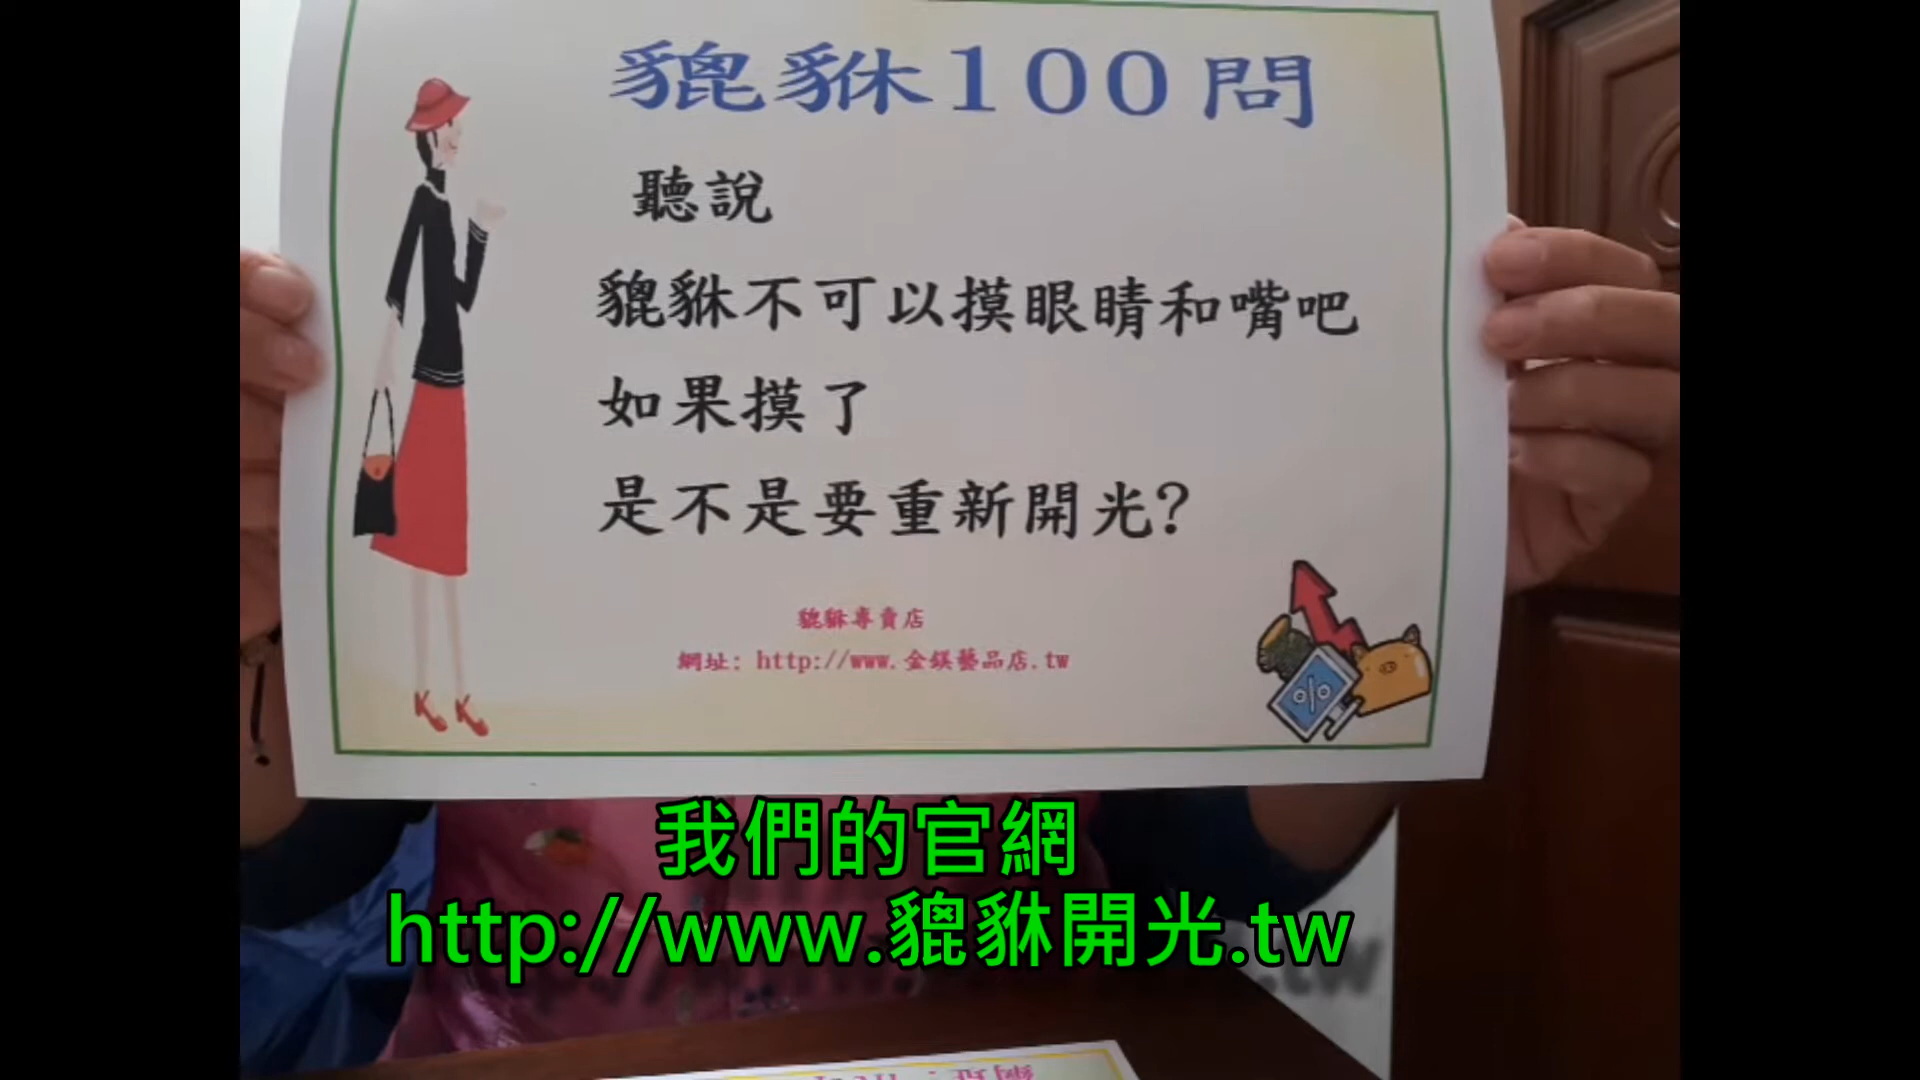 貔貅100問
聽說
貔貅不可以摸眼睛和嘴吧
如果摸了
是不是要重新開光?
貔貅專賣店
網址: http://www.金鎂藝品店.tw
%
我們的官網
http://www.貔貅開光.tw